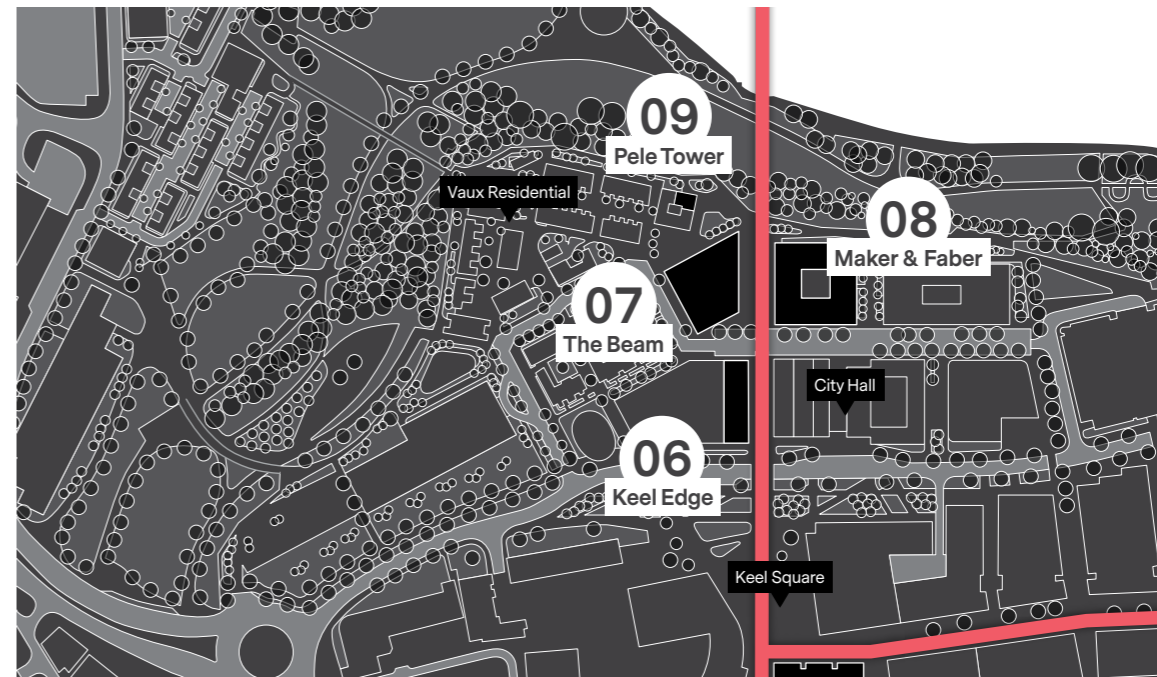 09
Pele Tower
Vaux Residential
08
Maker & Faber
07
The Beam
City Hall
06
Keel Edge
Keel Square